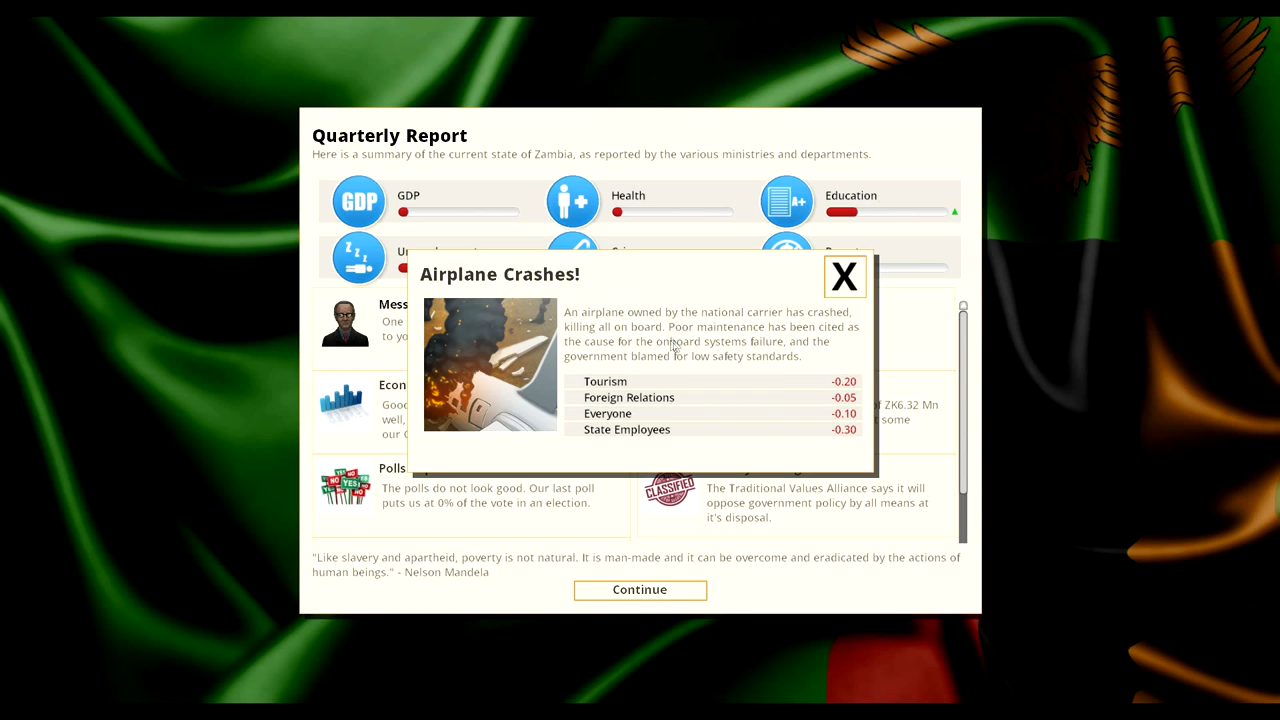 Quarterly Report
Here is a summary of the current state of Zambia, as reported by the various ministries and departments.
GDP
GDP
Health
A+
Education
Airplane Crashes!
X
An airplane owned by the national carrier has crashed,
killing all on board. Poor maintenance has been cited as
the cause for the onboard systems failure, and the
government blamed for low safety standards.
Tourism -0.20
Foreign Relations -0.05
Everyone -0.10
State Employees -0.30
Mess
One
to yo
Econ
Good
well,
our G
of ZK6.32 Mn
some
Polls
The polls do not look good. Our last poll
puts us at 0% of the vote in an election.
CLASSIFIED
The Traditional Values Alliance says it will
oppose government policy by all means at
it's disposal.
"Like slavery and apartheid, poverty is not natural. It is man-made and it can be overcome and eradicated by the actions of
human beings." - Nelson Mandela
Continue